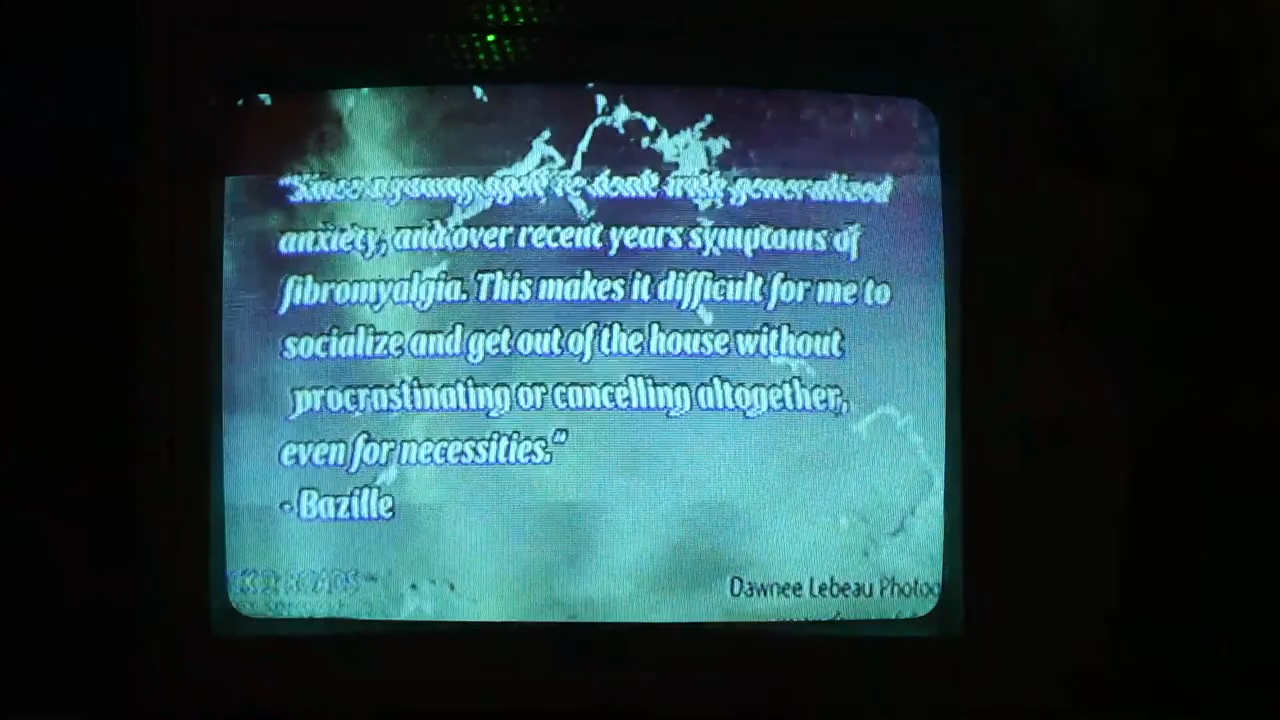 "Since a young age I've dealt with generalized
anxiety, and over recent years symptoms of
fibromyalgia. This makes it difficult for me to
socialize and get out of the house without
procrastinating or cancelling altogether,
even for necessities."
- Bazille
Dawnee Lebeau